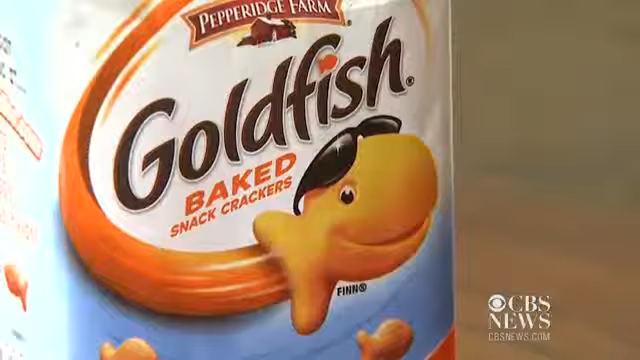 PEPPERIDGE FARM
Goldfish®
BAKED
SNACK CRACKERS
FINN®
CBS
NEWS
CBSNEWS.COM